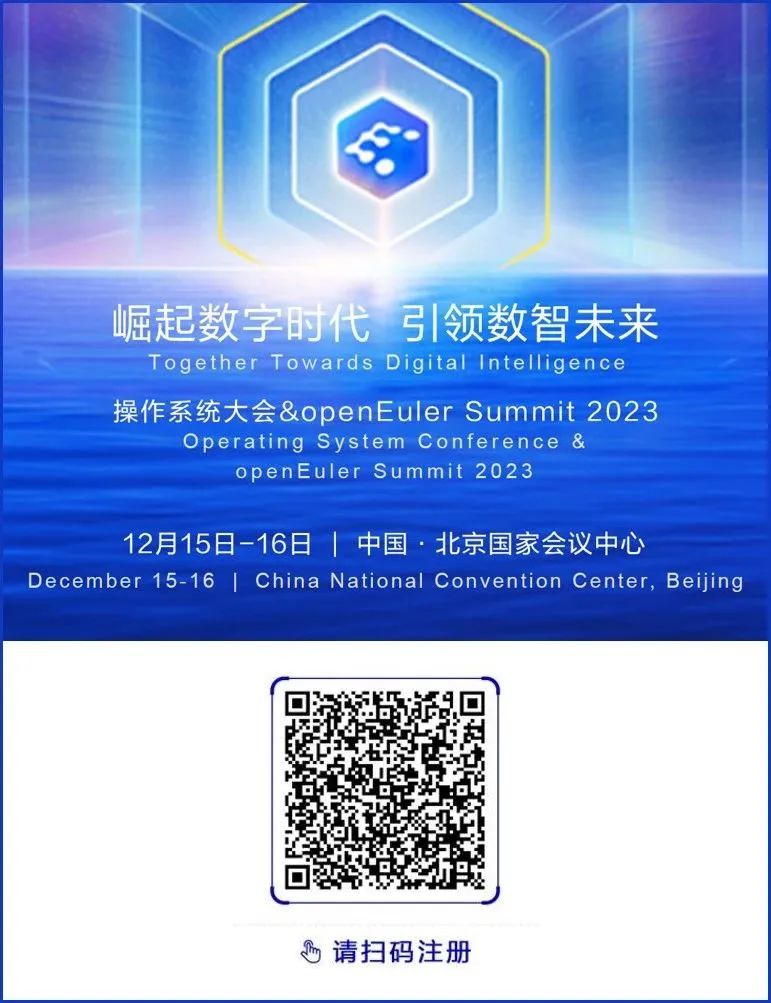 崛起数字时代 引领数智未来
Together Towards Digital Intelligence
操作系统大会&openEuler Summit 2023
Operating System Conference &
openEuler Summit 2023
12月15日-16日 | 中国·北京国家会议中心
December 15-16 | China National Convention Center, Beijing
请扫码注册